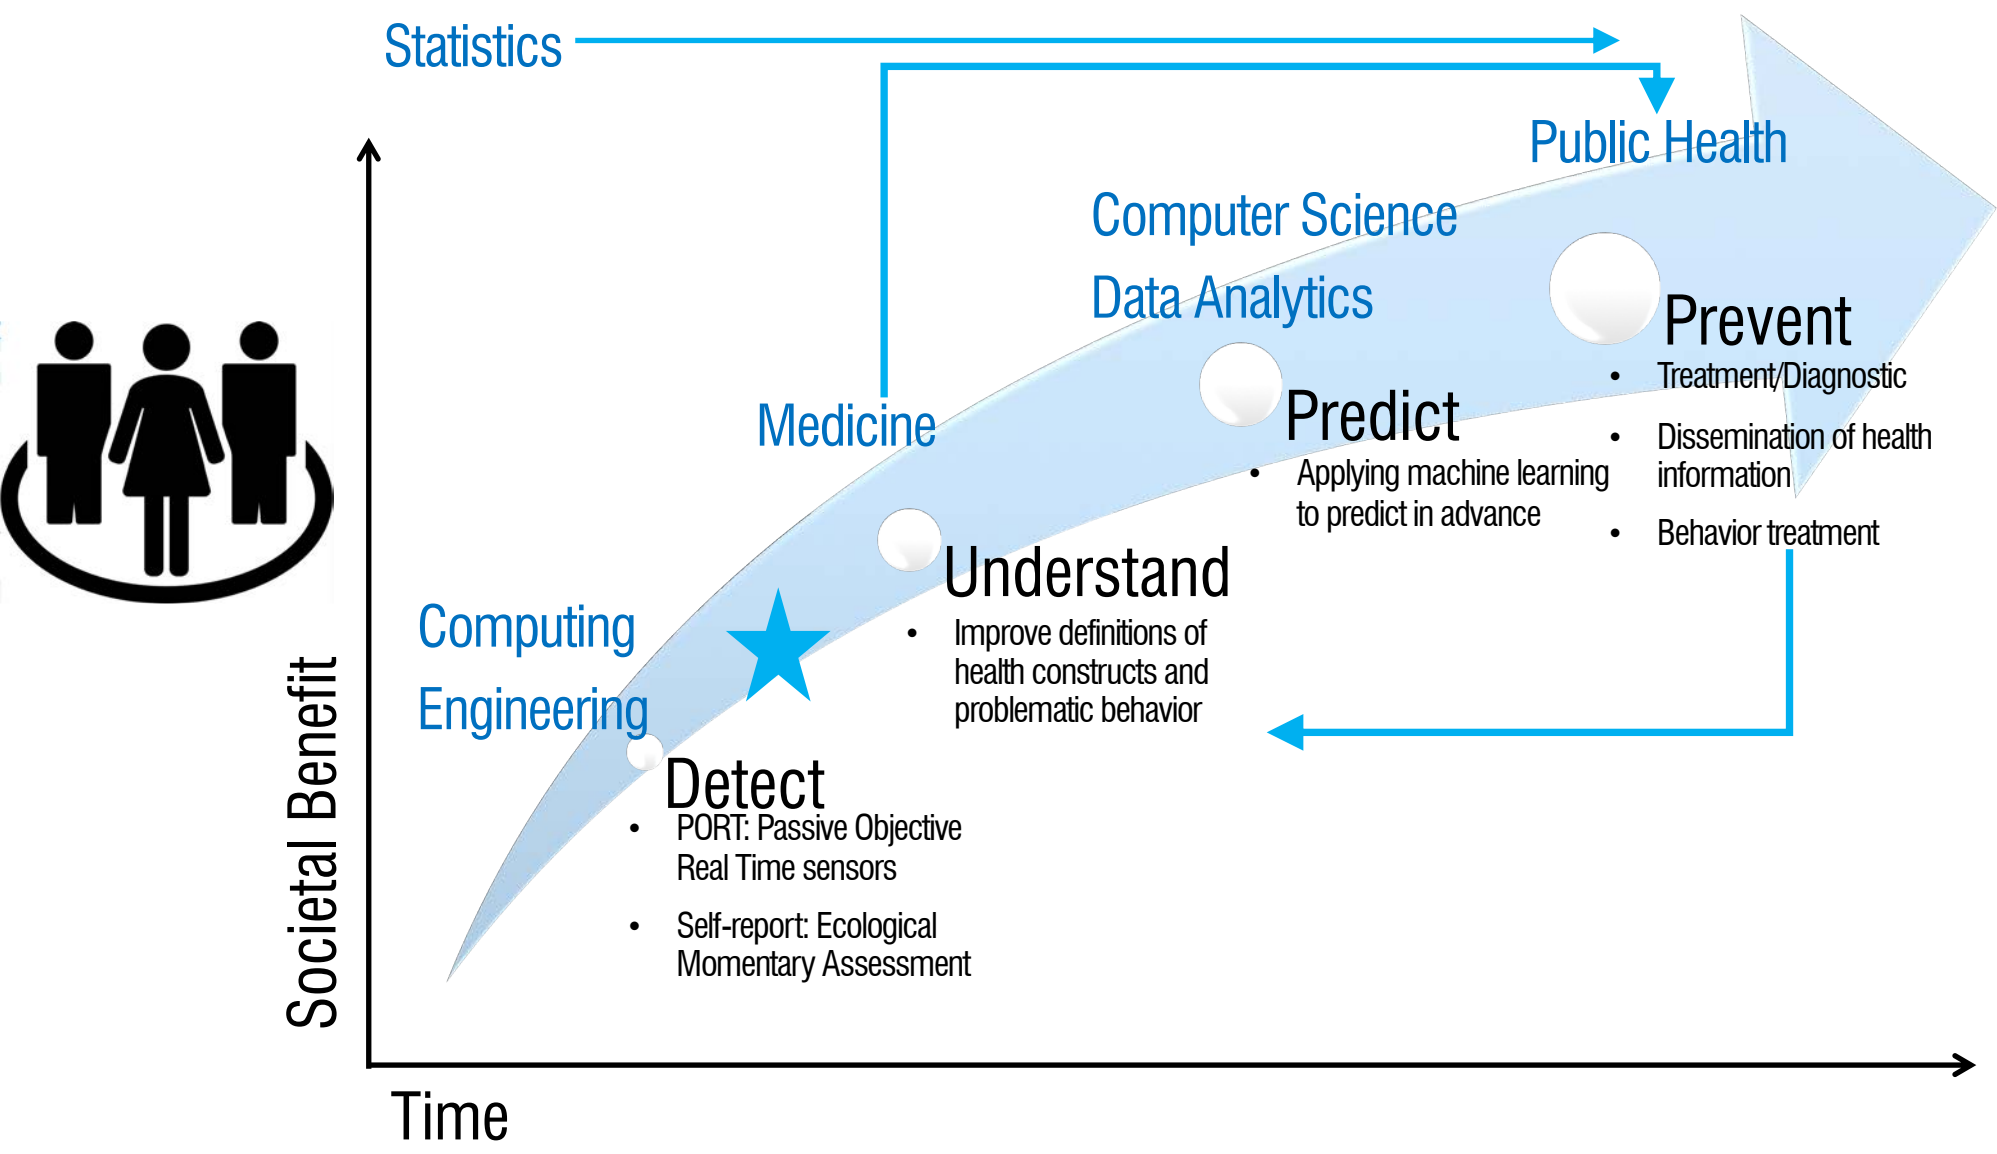 Statistics
Public Health
Computer Science
Data Analytics
Prevent
• Treatment/Diagnostic
• Dissemination of health
information
• Behavior treatment
Medicine
Predict
• Applying machine learning
to predict in advance
Understand
• Improve definitions of
health constructs and
problematic behavior
Computing
Engineering
Detect
• PORT: Passive Objective
Real Time sensors
• Self-report: Ecological
Momentary Assessment
Societal Benefit
Time